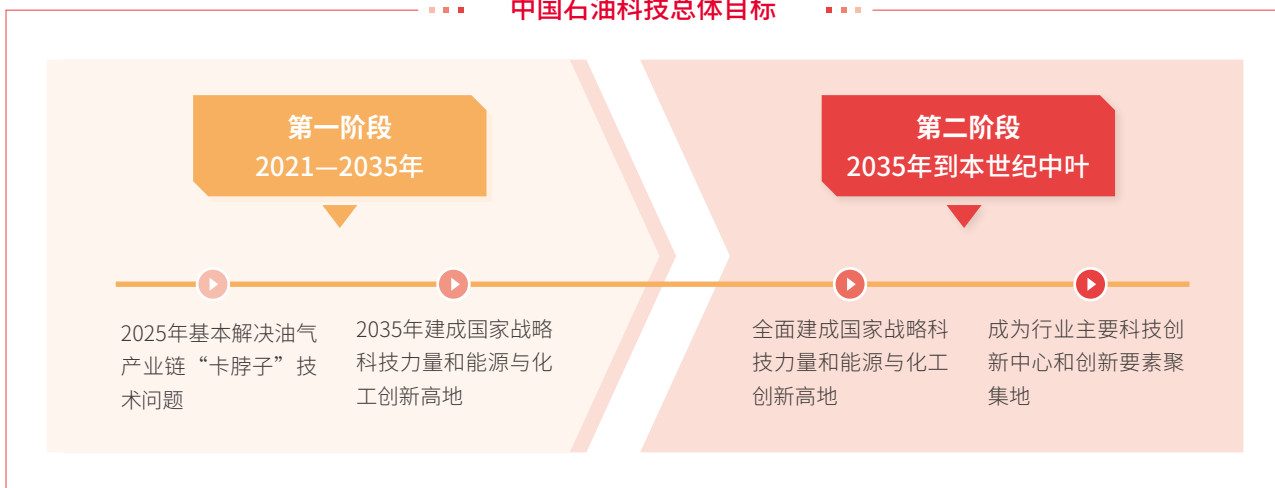 中国石油科技总体目标
第一阶段
2021—2035年
第二阶段
2035年到本世纪中叶
2025年基本解决油气
产业链“卡脖子”技
术问题
2035年建成国家战略
科技力量和能源与化
工创新高地
全面建成国家战略科
技力量和能源与化工
创新高地
成为行业主要科技创
新中心和创新要素聚
集地